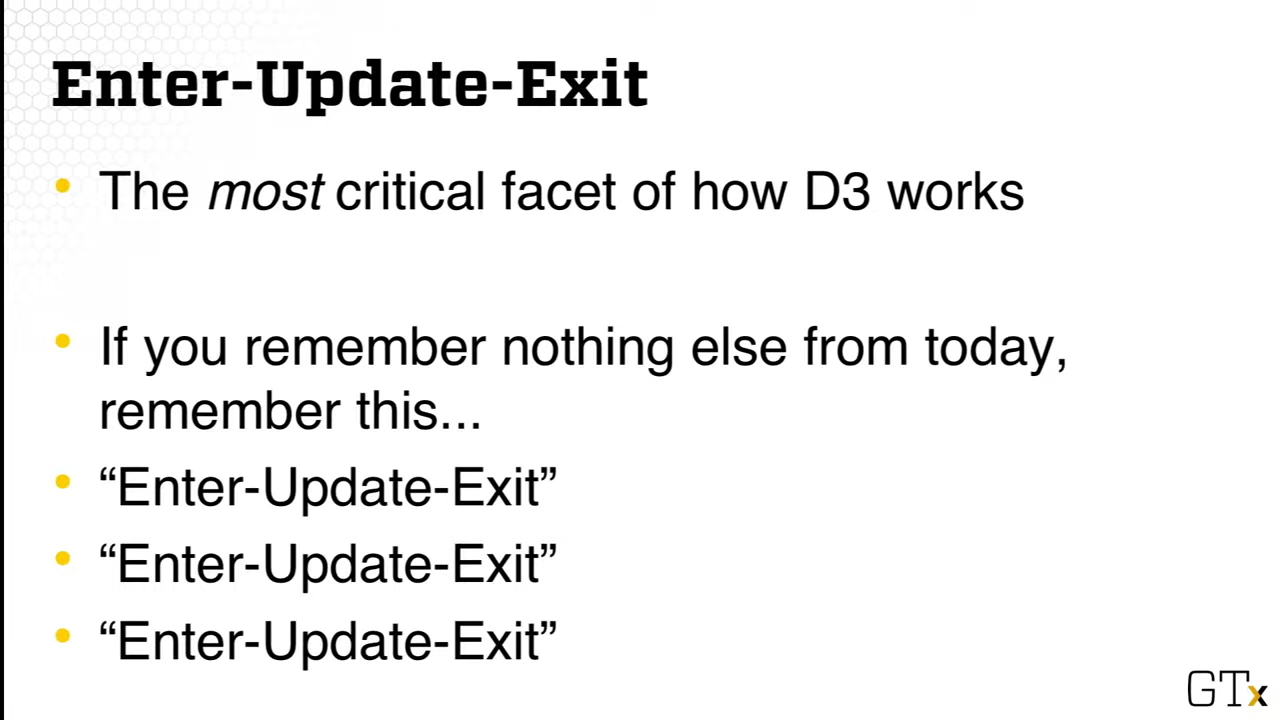 Enter-Update-Exit
• The most critical facet of how D3 works
• If you remember nothing else from today,
remember this...
• “Enter-Update-Exit”
• “Enter-Update-Exit”
• “Enter-Update-Exit”
GTx